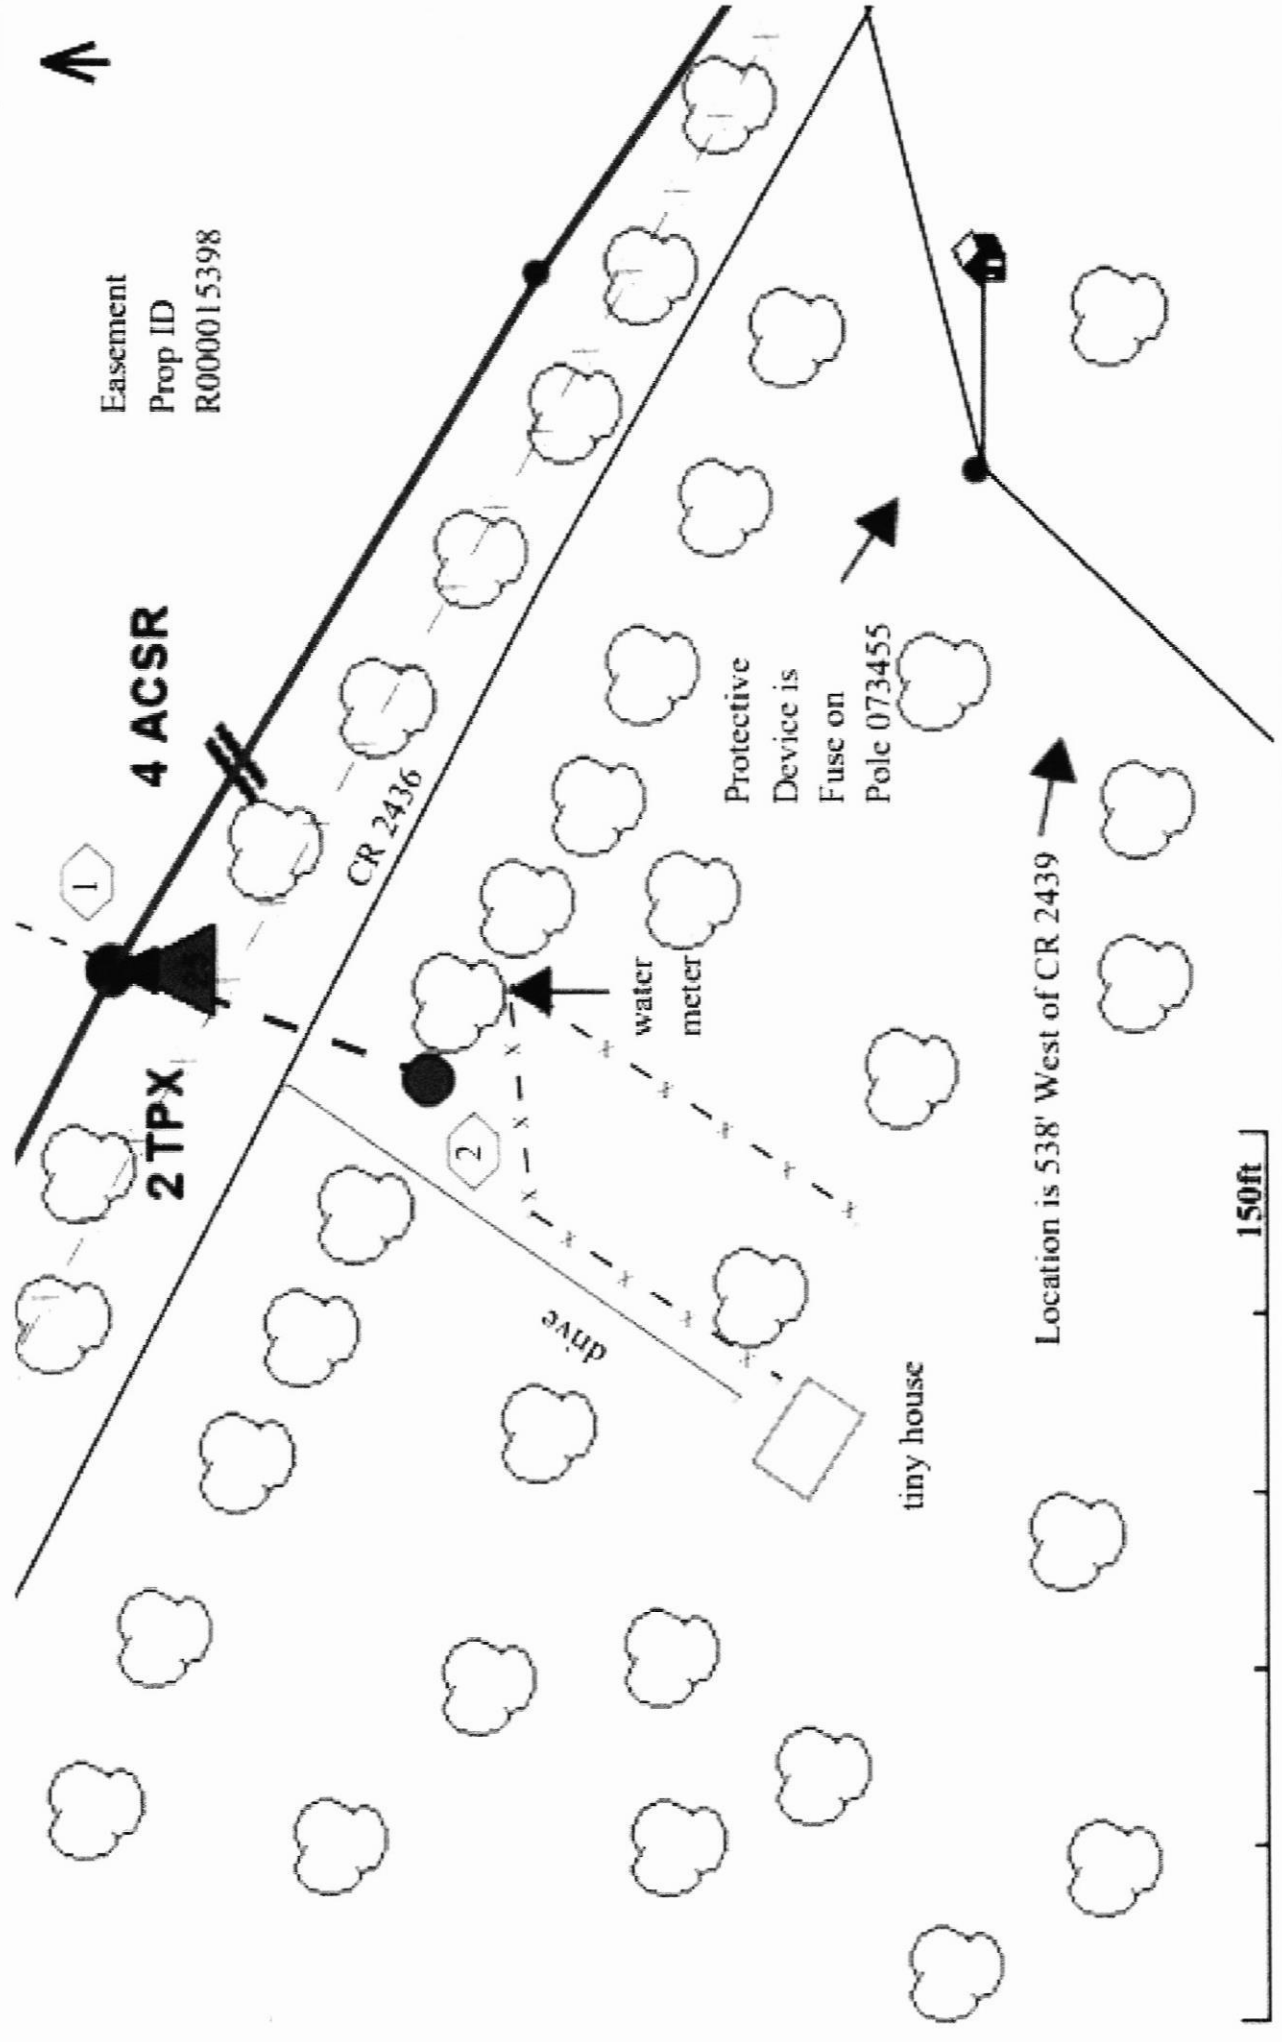 Easement
Prop ID
R000015398
4 ACSR
1
2 TPX
CR 2436
2
water
meter
Protective
Device is
Fuse on
Pole 073455
drive
tiny house
Location is 538' West of CR 2439
150ft